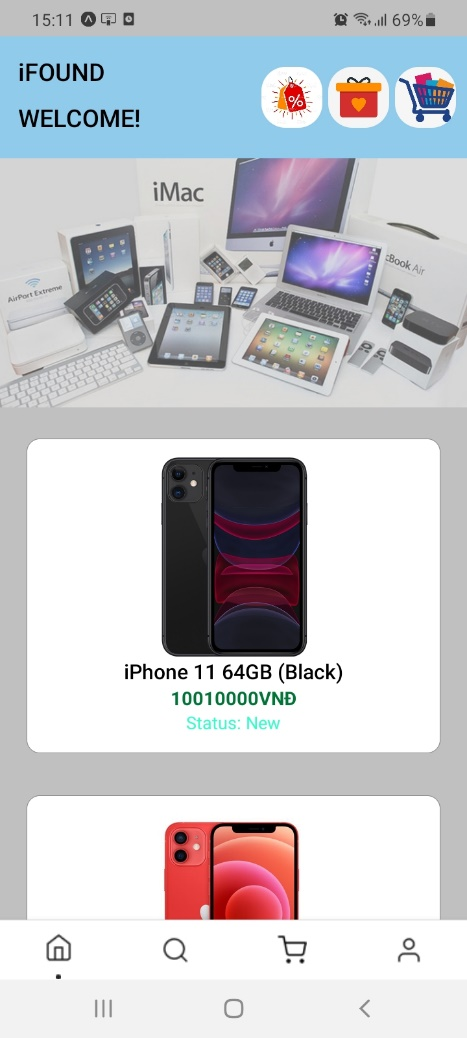 15:11
69%
iFOUND
WELCOME!
%
iMac
AirPort Extreme
cBook Air
iPhone 11 64GB (Black)
10010000VNĐ
Status: New